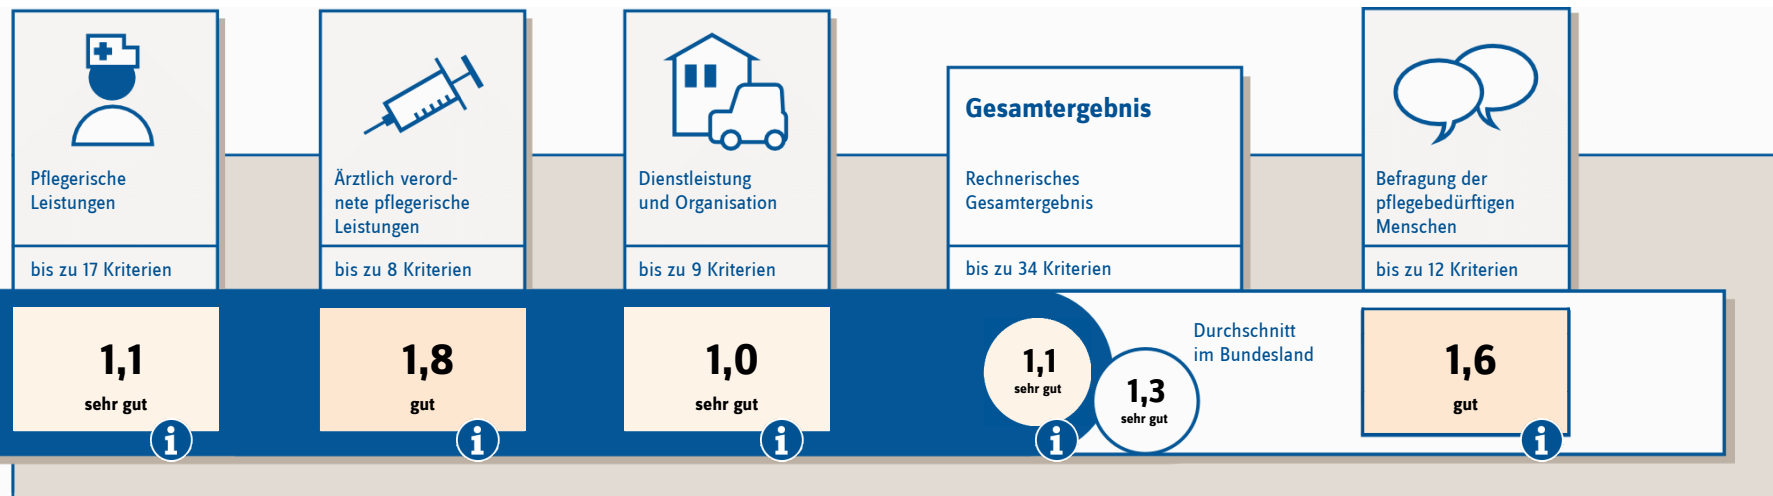 Pflegerische
Leistungen
bis zu 17 Kriterien
1,1
sehr gut
i
Ärztlich verord-
nete pflegerische
Leistungen
bis zu 8 Kriterien
1,8
gut
i
Dienstleistung
und Organisation
bis zu 9 Kriterien
1,0
sehr gut
i
Gesamtergebnis
Rechnerisches
Gesamtergebnis
bis zu 34 Kriterien
1,1
sehr gut
i
1,3
sehr gut
Durchschnitt
im Bundesland
Befragung der
pflegebedürftigen
Menschen
bis zu 12 Kriterien
1,6
gut
i